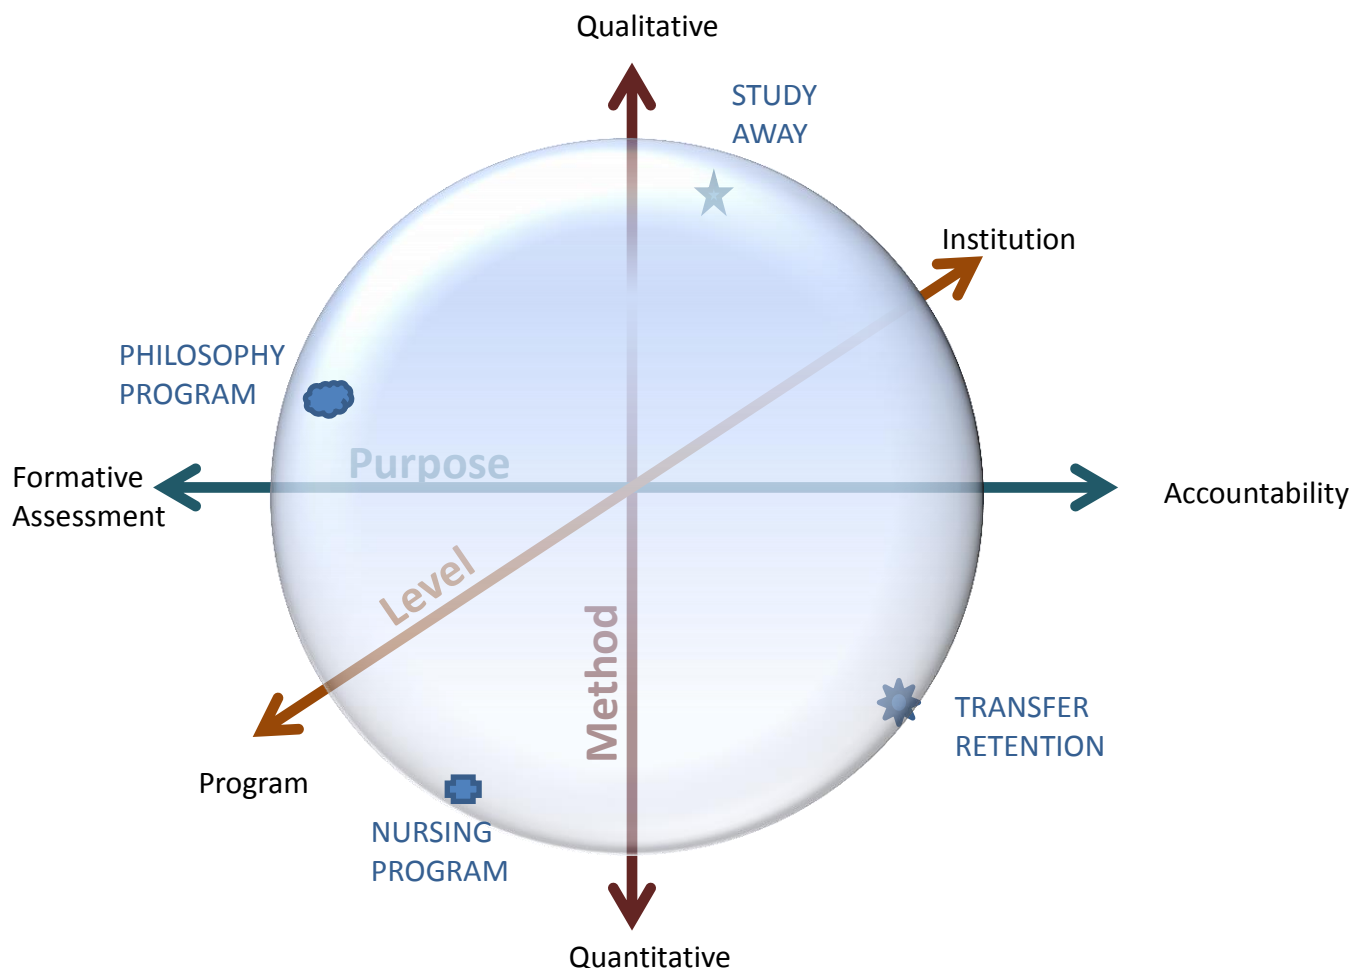 Qualitative
STUDY
AWAY
Institution
PHILOSOPHY
PROGRAM
Purpose
Formative
Assessment
Accountability
Level
Method
TRANSFER
RETENTION
Program
NURSING
PROGRAM
Quantitative